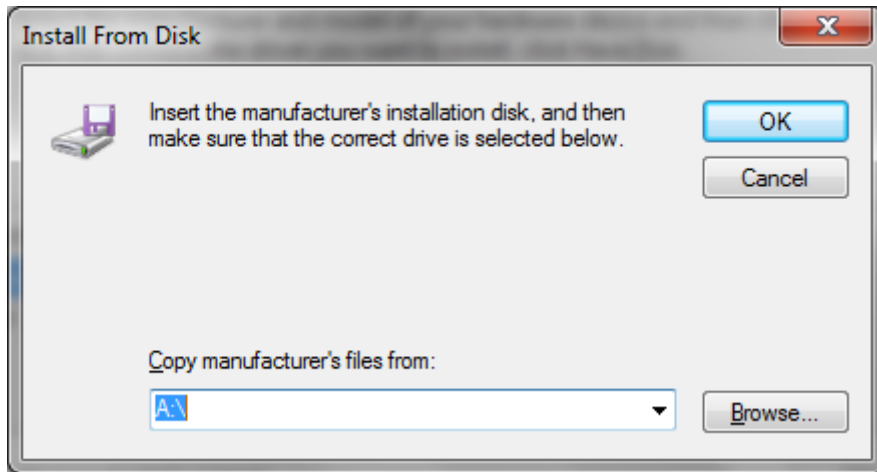 Install From Disk
Insert the manufacturer's installation disk, and then
make sure that the correct drive is selected below.
OK
Cancel
Copy manufacturer's files from:
A:\
Browse...